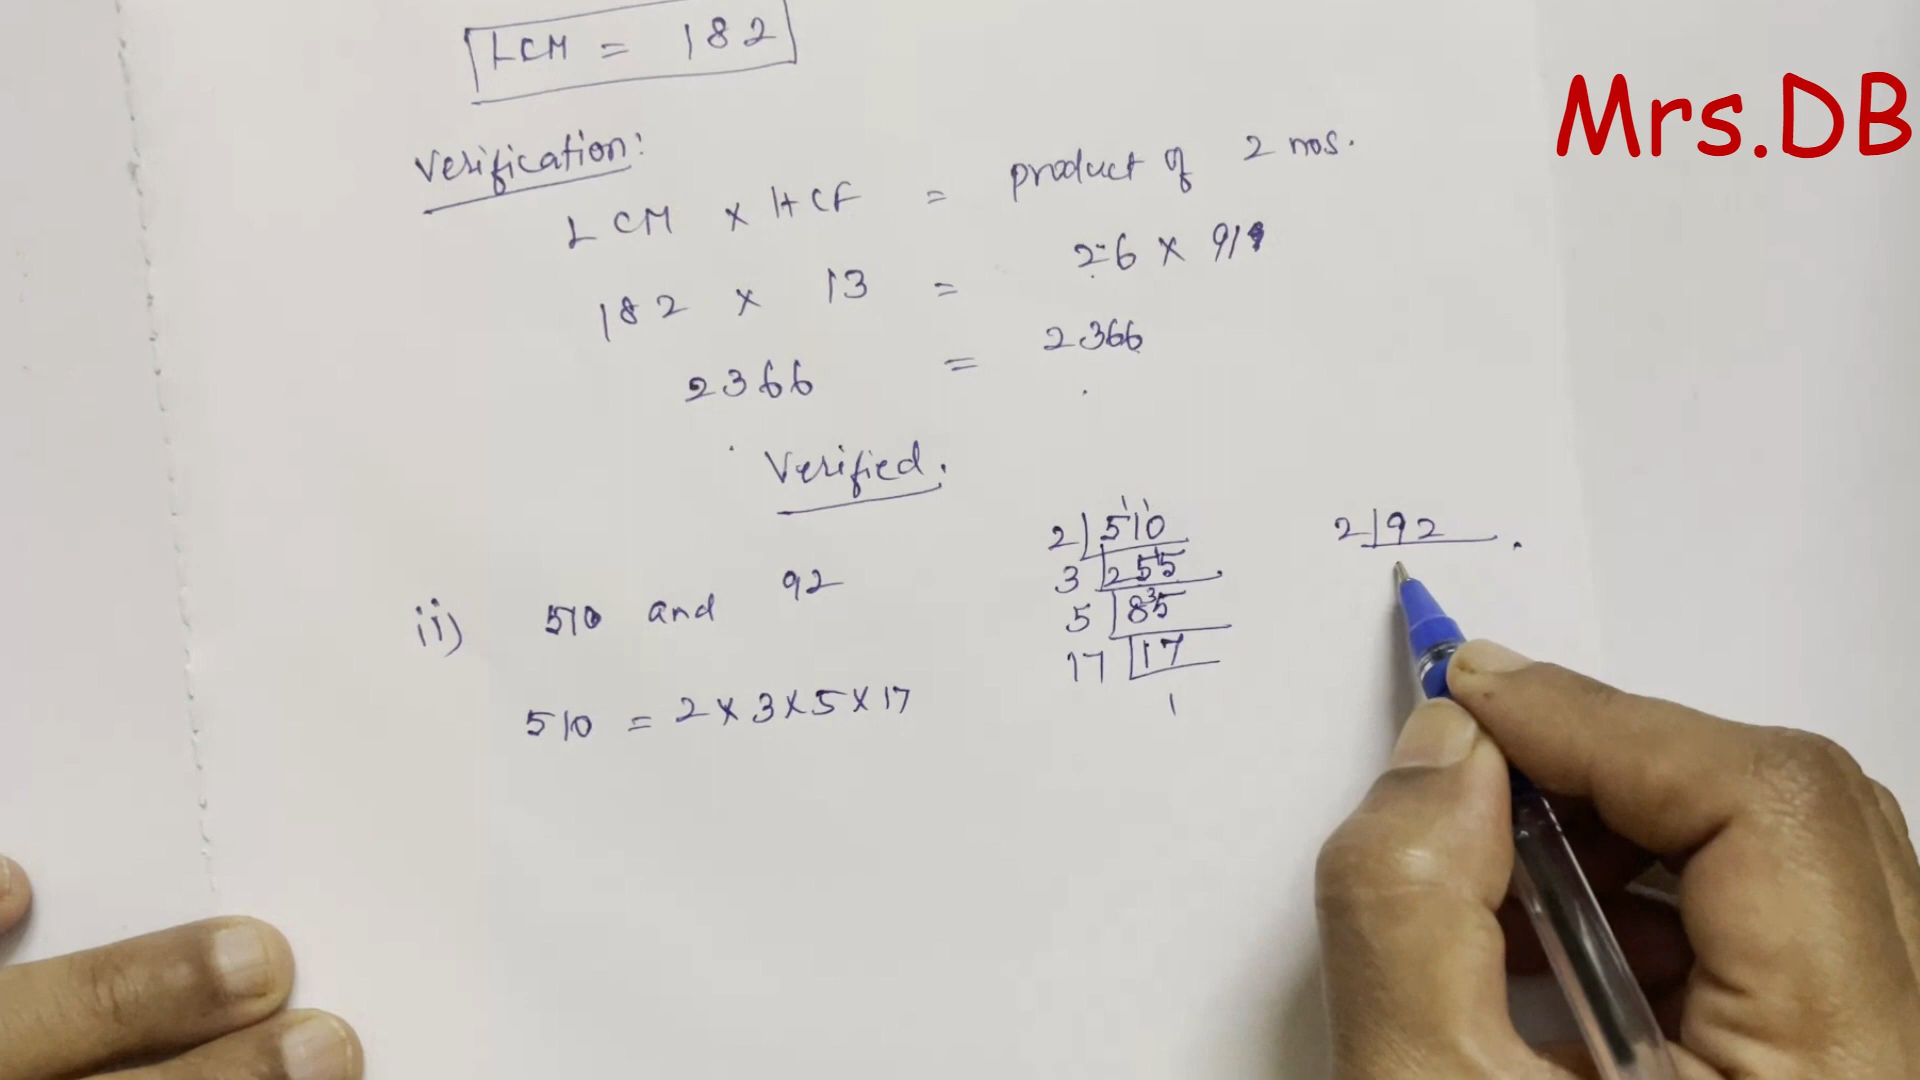 LCM = 182
Mrs.DB
Verification:
LCM x HCF = product of 2 nos.
182 x 13 = 26 x 91
2366 = 2366
Verified.
ii) 510 and 92
510 = 2 x 3 x 5 x 17
2 510
3 255
5 85
17 17
1
2 92